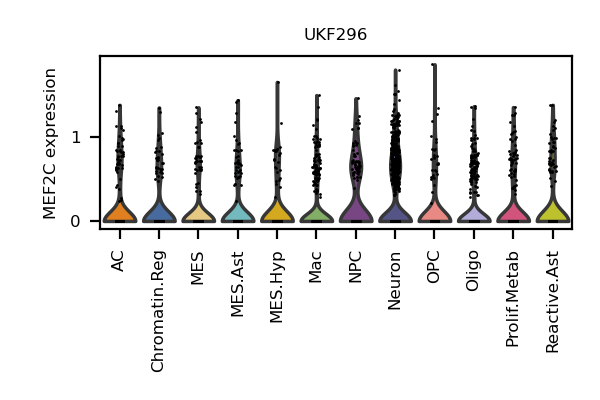 UKF296
MEF2C expression
1
0
AC
Chromatin.Reg
MES
MES.Ast
MES.Hyp
Mac
NPC
Neuron
OPC
Oligo
Prolif.Metab
Reactive.Ast